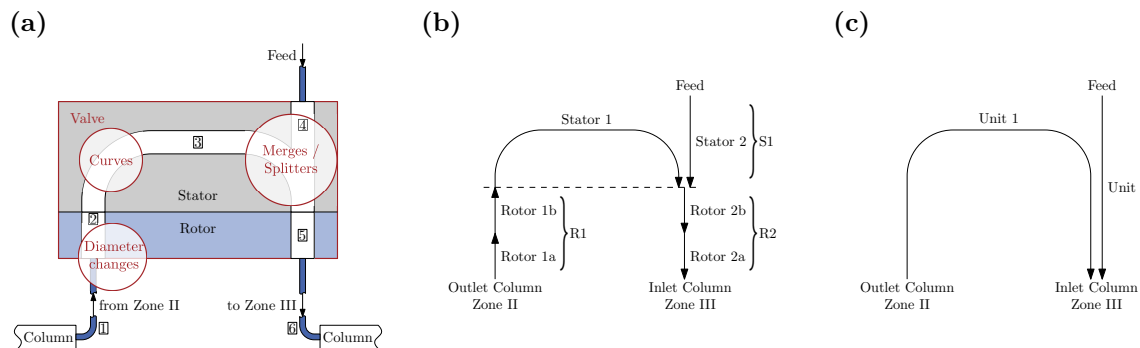 (a)
Feed
Valve
4
3
Curves
Merges /
Splitters
Stator
2
Rotor
5
Diameter
changes
from Zone II
to Zone III
Column
1
6
Column
(b)
Feed
Stator 1
Stator 2
S1
Rotor 1b
R1
Rotor 1a
Rotor 2b
R2
Rotor 2a
Outlet Column
Zone II
Inlet Column
Zone III
(c)
Feed
Unit 1
Unit
Outlet Column
Zone II
Inlet Column
Zone III